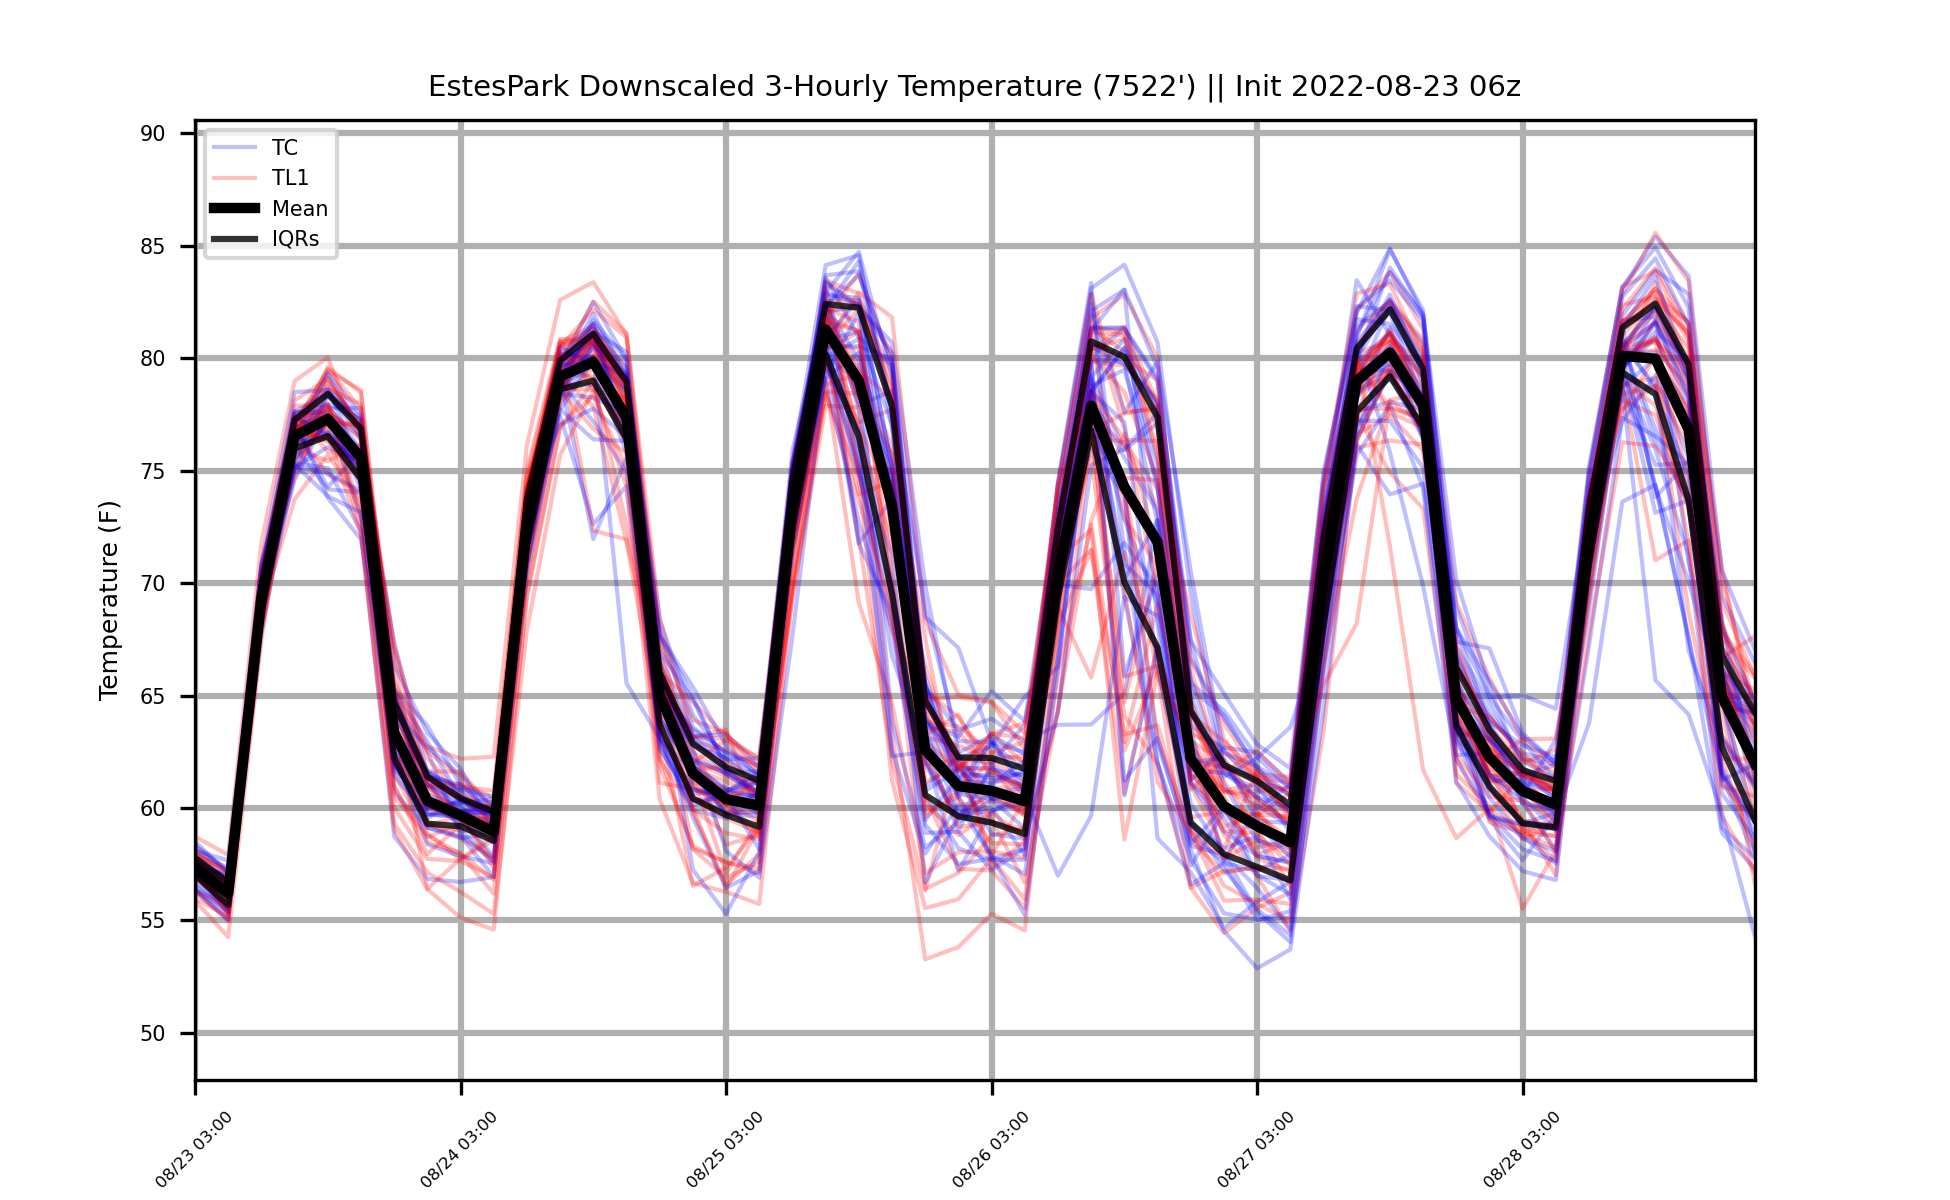 EstesPark Downscaled 3-Hourly Temperature (7522') || Init 2022-08-23 06z
90
85
80
75
70
65
60
55
50
Temperature (F)
TC
TL1
Mean
IQRs
08/23 03:00
08/24 03:00
08/25 03:00
08/26 03:00
08/27 03:00
08/28 03:00